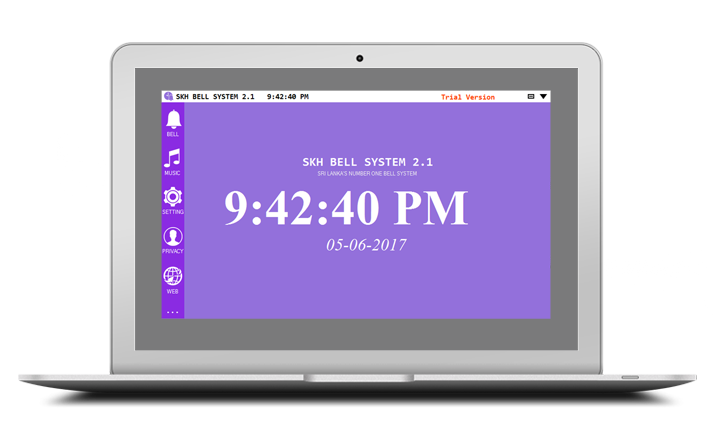 SKH BELL SYSTEM 2.1 9:42:40 PM Trial Version
BELL
MUSIC
SETTING
PRIVACY
WEB
...
SKH BELL SYSTEM 2.1
SRI LANKA'S NUMBER ONE BELL SYSTEM
9:42:40 PM
05-06-2017